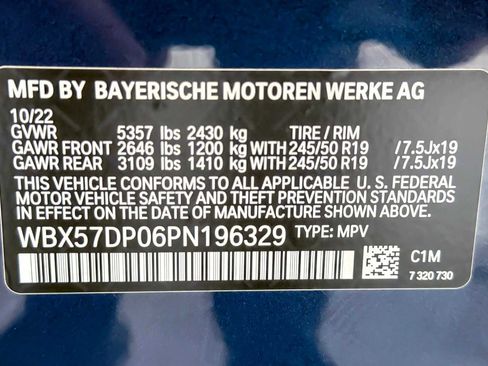 MFD BY BAYERISCHE MOTOREN WERKE AG
10/22
GVWR 5357 lbs 2430 kg TIRE / RIM
GAWR FRONT 2646 lbs 1200 kg WITH 245/50 R19 /7.5Jx19
GAWR REAR 3109 lbs 1410 kg WITH 245/50 R19 /7.5Jx19
THIS VEHICLE CONFORMS TO ALL APPLICABLE U. S. FEDERAL
MOTOR VEHICLE SAFETY AND THEFT PREVENTION STANDARDS
IN EFFECT ON THE DATE OF MANUFACTURE SHOWN ABOVE.
WBX57DP06PN196329 TYPE: MPV
C1M
7 320 730